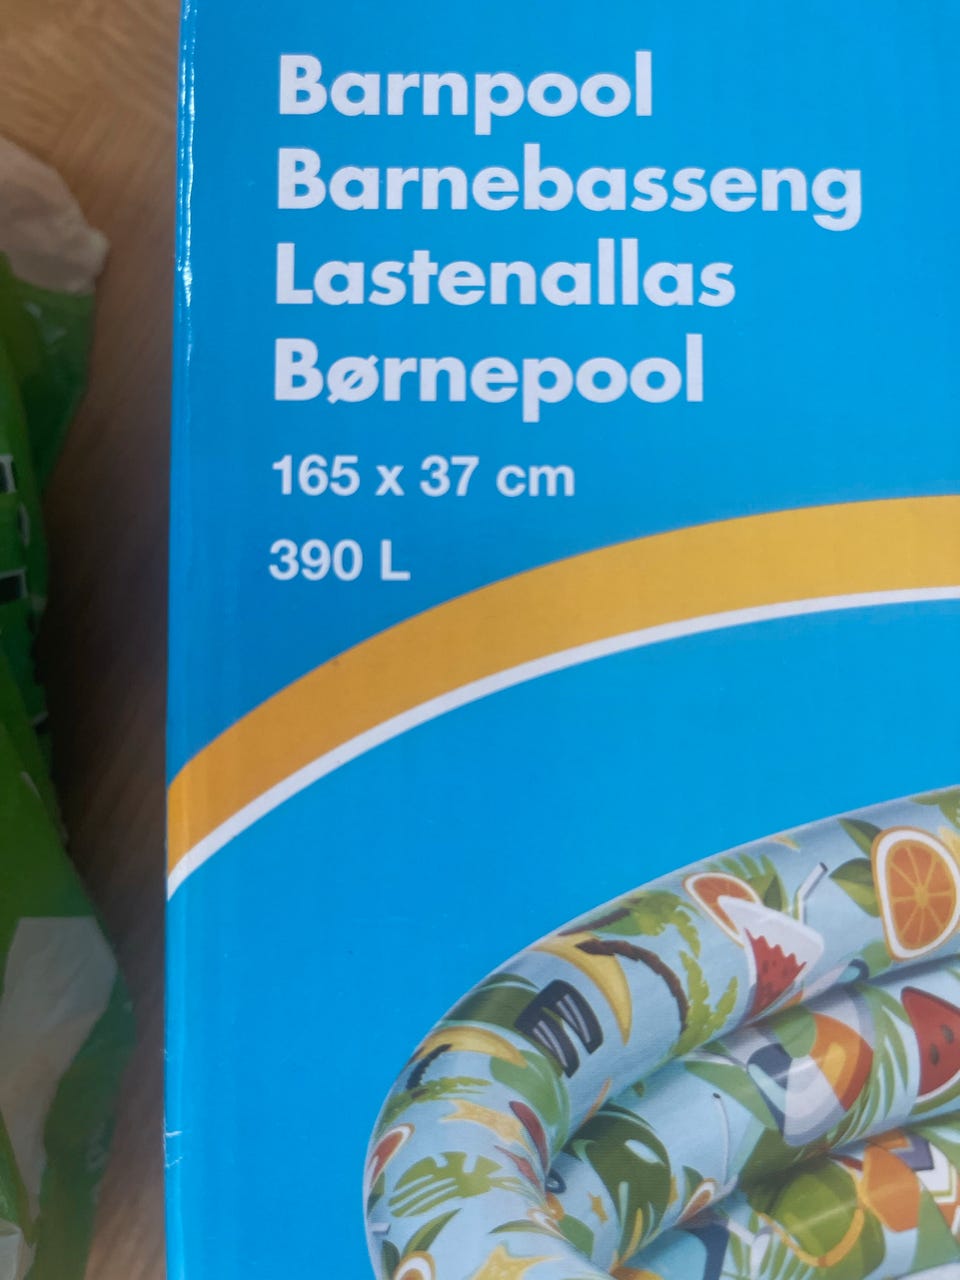 Barnpool
Barnebasseng
Lastenallas
Børnepool
165 x 37 cm
390 L